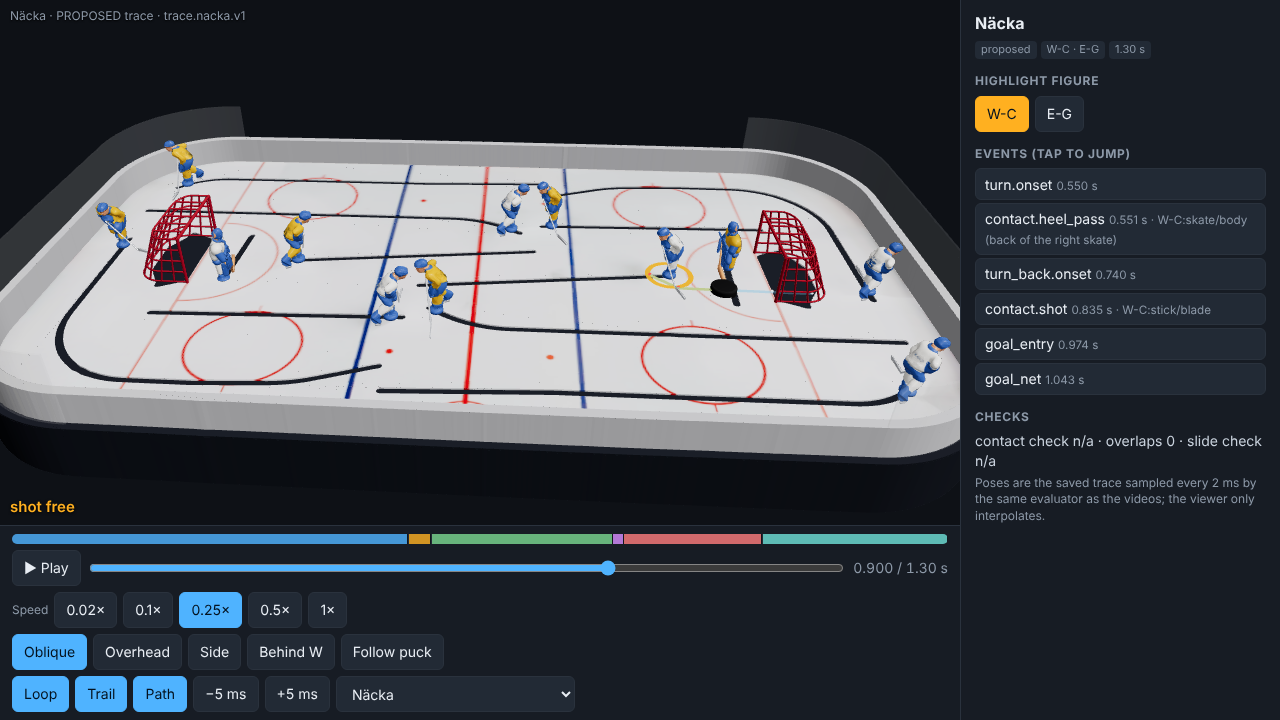 Näcka · PROPOSED trace · trace.nacka.v1
shot free
▶ Play
0.900 / 1.30 s
Speed
0.02×
0.1×
0.25×
0.5×
1×
Oblique
Overhead
Side
Behind W
Follow puck
Loop
Trail
Path
−5 ms
+5 ms
Näcka
Näcka
proposed
W-C · E-G
1.30 s
HIGHLIGHT FIGURE
W-C
E-G
EVENTS (TAP TO JUMP)
turn.onset 0.550 s
contact.heel_pass 0.551 s · W-C:skate/body
(back of the right skate)
turn_back.onset 0.740 s
contact.shot 0.835 s · W-C:stick/blade
goal_entry 0.974 s
goal_net 1.043 s
CHECKS
contact check n/a · overlaps 0 · slide check
n/a
Poses are the saved trace sampled every 2 ms by
the same evaluator as the videos; the viewer only
interpolates.